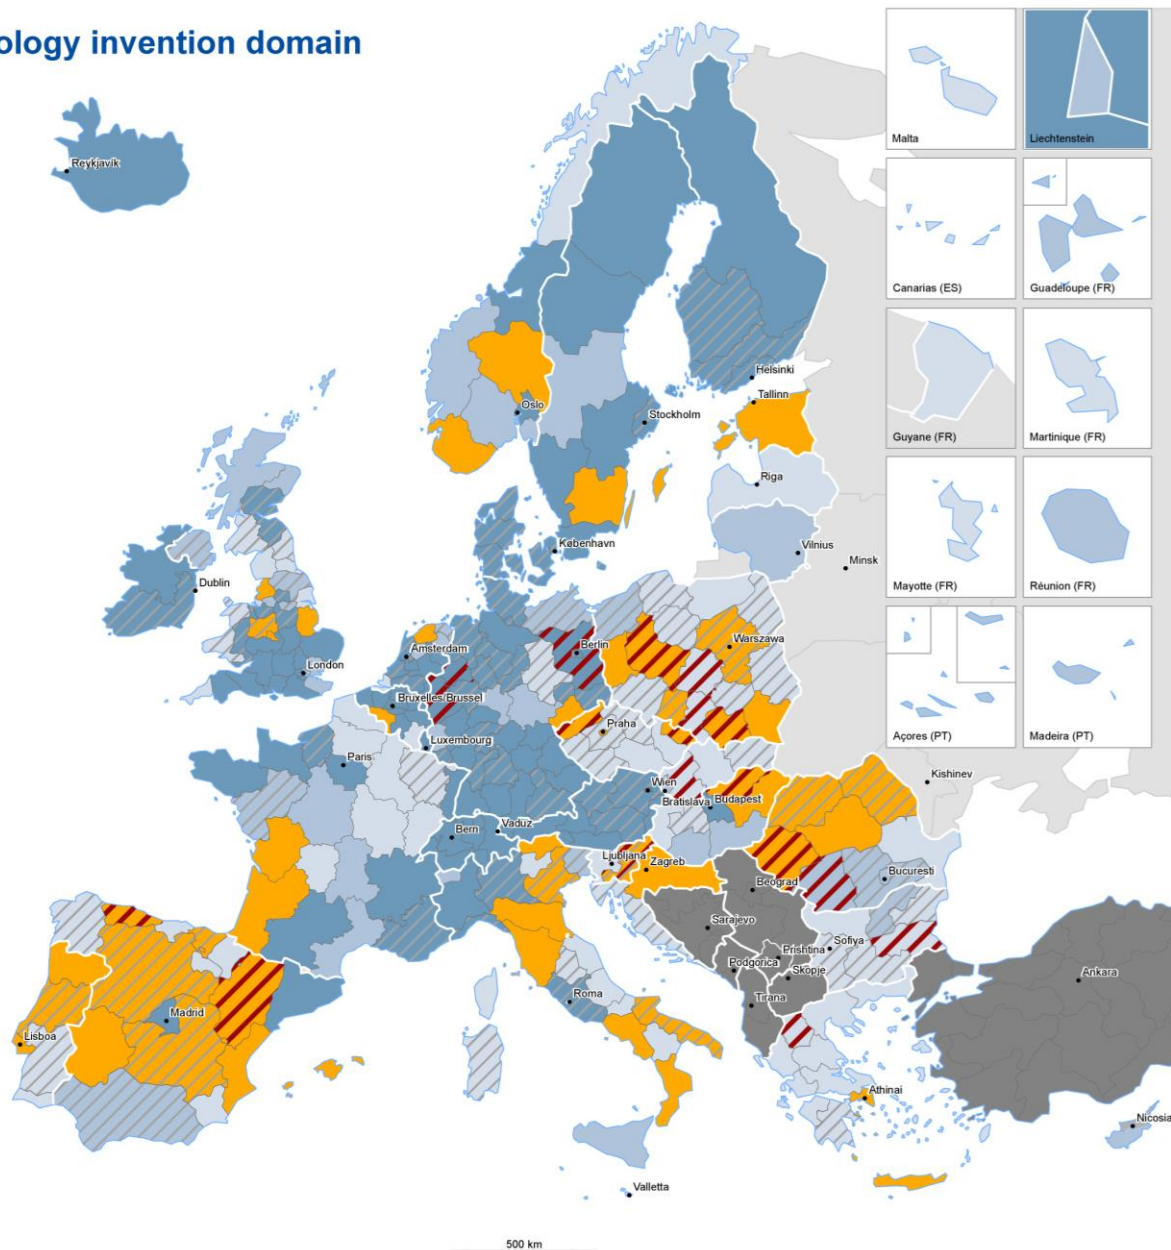 ology invention domain
Malta
Liechtenstein
Reykjavík
Canarias (ES)
Guadeloupe (FR)
Helsinki
Tallinn
Oslo
Stockholm
Guyane (FR)
Martinique (FR)
Riga
København
Vilnius
Minsk
Dublin
Mayotte (FR)
Réunion (FR)
Warszawa
Amsterdam
Berlin
London
Bruxelles/Brussel
Praha
Açores (PT)
Madeira (PT)
Luxembourg
Paris
Kishinev
Wien
Bratislava
Budapest
Bern
Vaduz
Ljubljana
Zagreb
Bucuresti
Beograd
Sarajevo
Sofiya
Prishtina
Podgorica
Skopje
Ankara
Roma
Tirana
Madrid
Lisboa
Athinai
Nicosia
Valletta
500 km